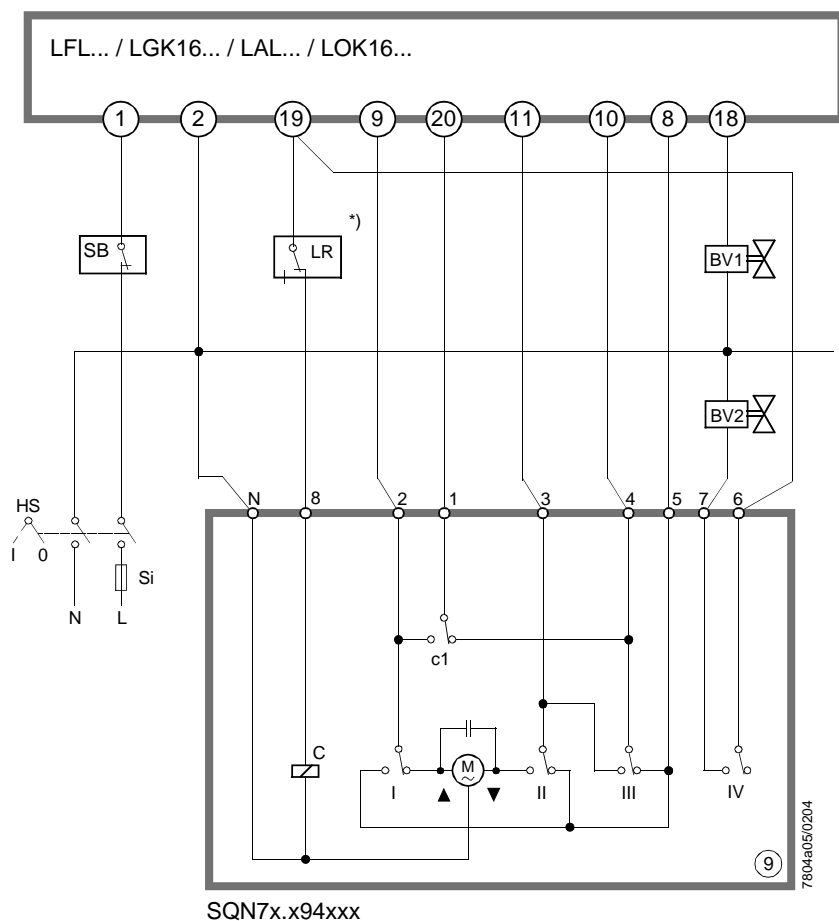 LFL... / LGK16... / LAL... / LOK16...
1 2 19 9 20 11 10 8 18
*)
SB LR BV1
BV2
HS N 8 2 1 3 4 5 7 6
I 0 Si
N L
c1
C M ~
I II III IV
9
7804a05/0204
SQN7x.x94xxx